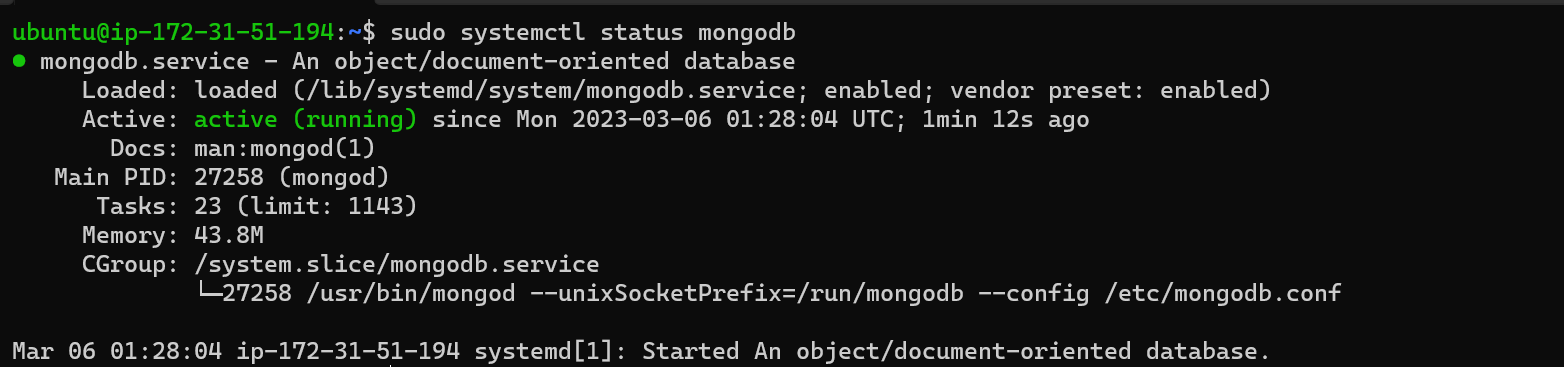 ubuntu@ip-172-31-51-194:~$ sudo systemctl status mongodb
● mongodb.service - An object/document-oriented database
     Loaded: loaded (/lib/systemd/system/mongodb.service; enabled; vendor preset: enabled)
     Active: active (running) since Mon 2023-03-06 01:28:04 UTC; 1min 12s ago
       Docs: man:mongod(1)
   Main PID: 27258 (mongod)
      Tasks: 23 (limit: 1143)
     Memory: 43.8M
     CGroup: /system.slice/mongodb.service
             └─27258 /usr/bin/mongod --unixSocketPrefix=/run/mongodb --config /etc/mongodb.conf
Mar 06 01:28:04 ip-172-31-51-194 systemd[1]: Started An object/document-oriented database.